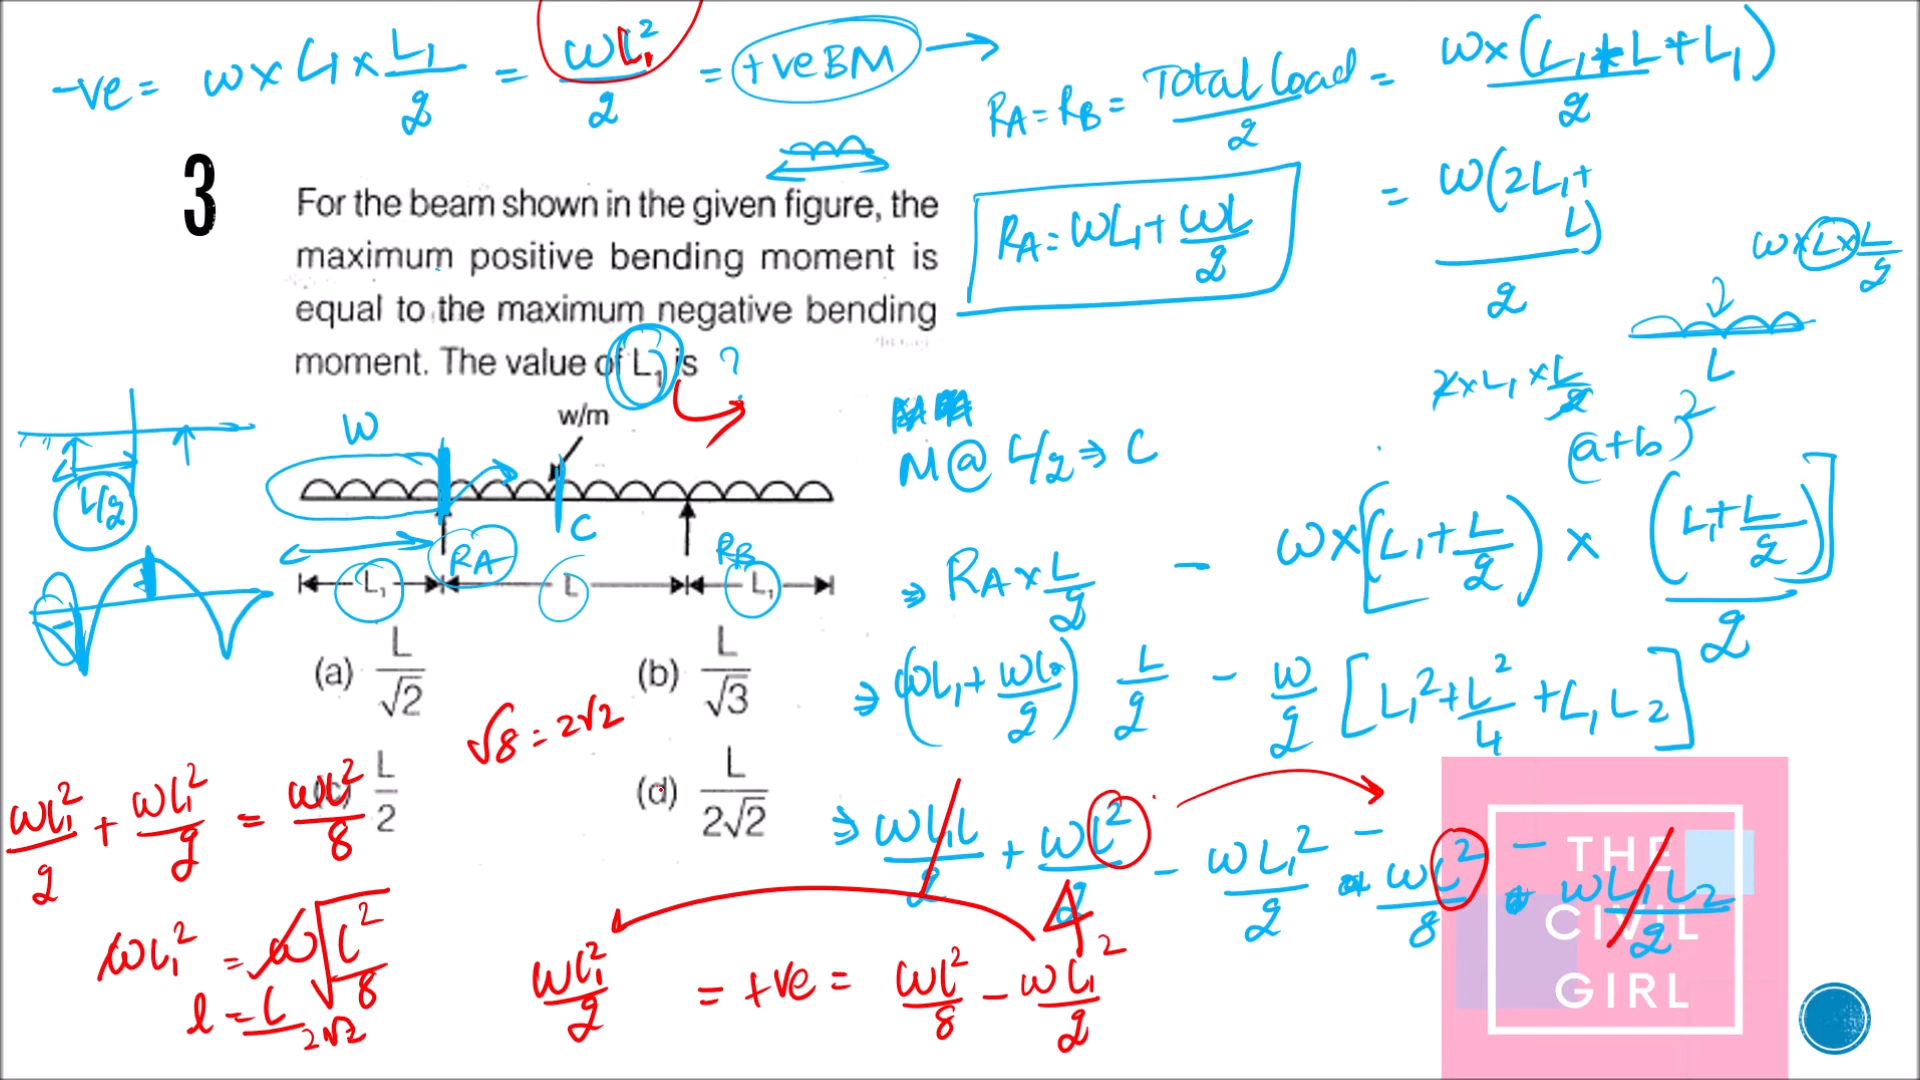 -ve = w x L1 x L1/2 = wL1²/2 = +ve BM →
RA = RB = Total load/2 = w x (L1 + L + L1)/2
= w(2L1 + L)/2
RA = wL1 + wL/2
w x L x L/2
L
3
For the beam shown in the given figure, the
maximum positive bending moment is
equal to the maximum negative bending
moment. The value of L₁ is ?
w/m
W
L/2
C
RA
RB
L₁ L L₁
(a) L/√2
(b) L/√3
(c) L/2
(d) L/2√2
√8 = 2√2
(a+b)²
M @ L/2 ⇒ C
⇒ RA x L/2 - w x [(L1 + L/2) x (L1 + L/2)]/2
⇒ (wL1 + wL/2) L/2 - w/2 [L1² + L²/4 + L1L2]
⇒ wL1L/2 + wL²/4 - wL1²/2 - wL²/8 - wL1L2/2
wL1²/2 = +ve = wL²/8 - wL1²/2
wL1²/2 + wL1²/2 = wL²/8
wL1² = w√L²/8
l = L/2√2
THE
CIVIL
GIRL